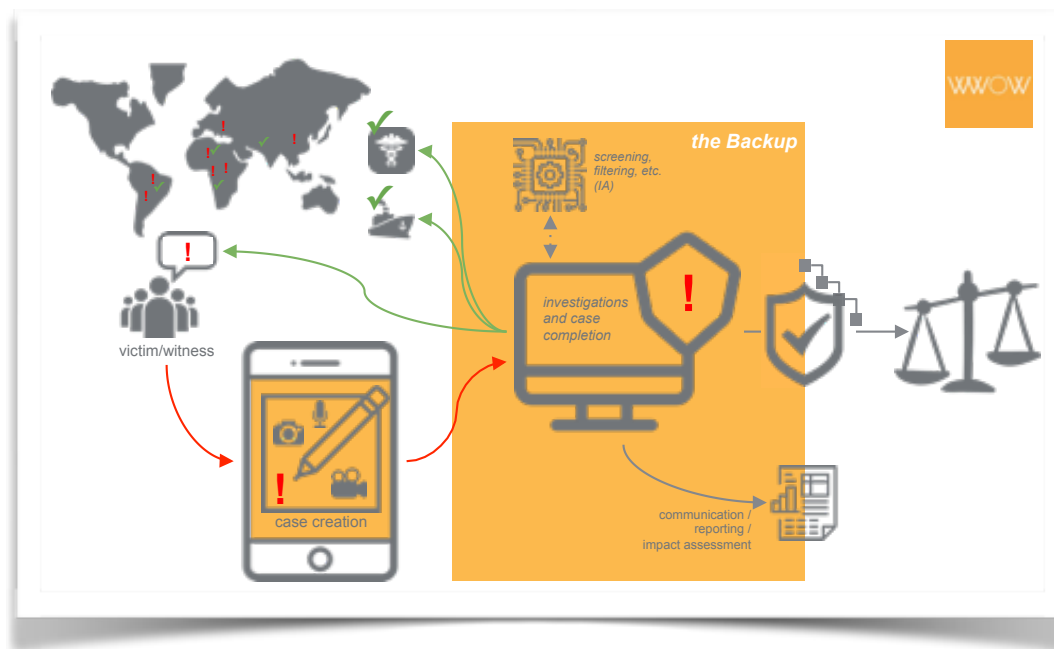 WWOW
the Backup
screening,
filtering, etc.
(IA)
!
investigations
and case
completion
!
victim/witness
!
case creation
communication /
reporting /
impact assessment